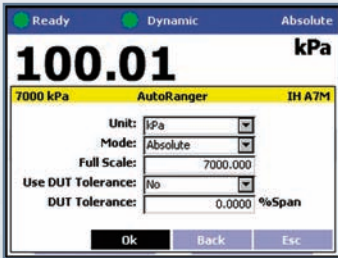 Ready Dynamic Absolute
kPa
100.01
7000 kPa AutoRanger IH A7M
Unit: kPa
Mode: Absolute
Full Scale: 7000.000
Use DUT Tolerance: No
DUT Tolerance: 0.0000 %Span
Ok Back Esc